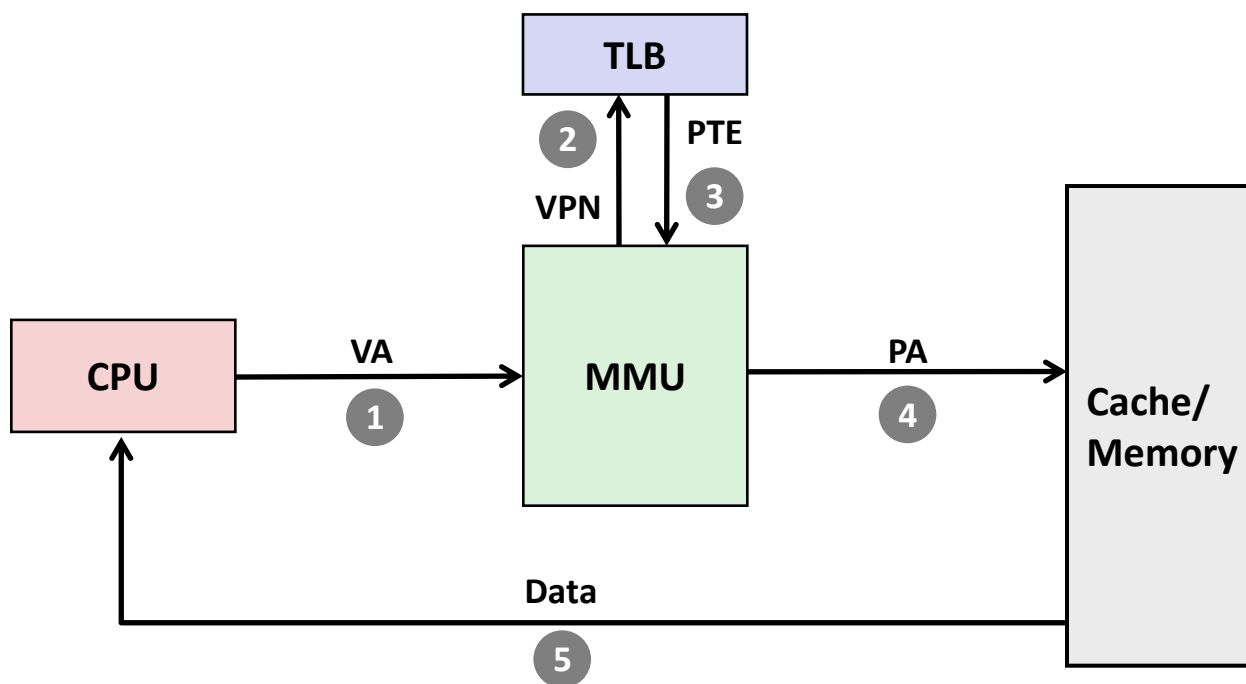 TLB
2
PTE
3
VPN
CPU
VA
1
MMU
PA
4
Cache/
Memory
Data
5